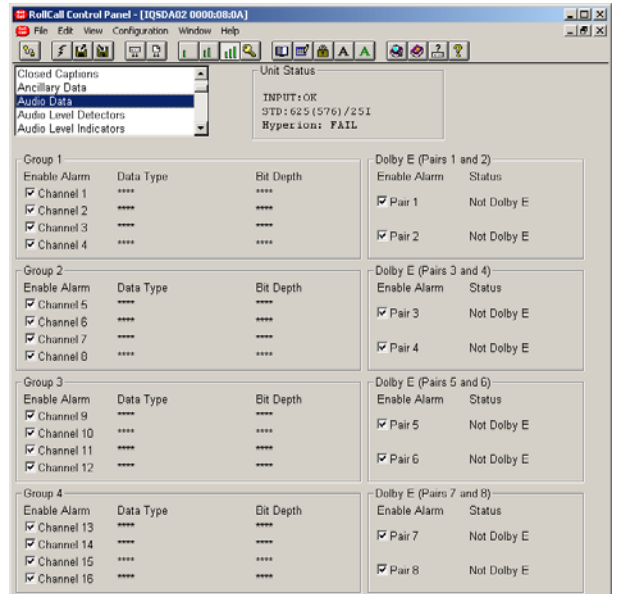 RollCall Control Panel - [IQSDA02 0000:08:0A]
File Edit View Configuration Window Help
Closed Captions
Ancillary Data
Audio Data
Audio Level Detectors
Audio Level Indicators
Unit Status
INPUT:OK
STD:625(576)/25I
Hyperion: FAIL
Group 1
Enable Alarm Data Type Bit Depth
Channel 1 **** ****
Channel 2 **** ****
Channel 3 **** ****
Channel 4 **** ****
Dolby E (Pairs 1 and 2)
Enable Alarm Status
Pair 1 Not Dolby E
Pair 2 Not Dolby E
Group 2
Enable Alarm Data Type Bit Depth
Channel 5 **** ****
Channel 6 **** ****
Channel 7 **** ****
Channel 8 **** ****
Dolby E (Pairs 3 and 4)
Enable Alarm Status
Pair 3 Not Dolby E
Pair 4 Not Dolby E
Group 3
Enable Alarm Data Type Bit Depth
Channel 9 **** ****
Channel 10 **** ****
Channel 11 **** ****
Channel 12 **** ****
Dolby E (Pairs 5 and 6)
Enable Alarm Status
Pair 5 Not Dolby E
Pair 6 Not Dolby E
Group 4
Enable Alarm Data Type Bit Depth
Channel 13 **** ****
Channel 14 **** ****
Channel 15 **** ****
Channel 16 **** ****
Dolby E (Pairs 7 and 8)
Enable Alarm Status
Pair 7 Not Dolby E
Pair 8 Not Dolby E